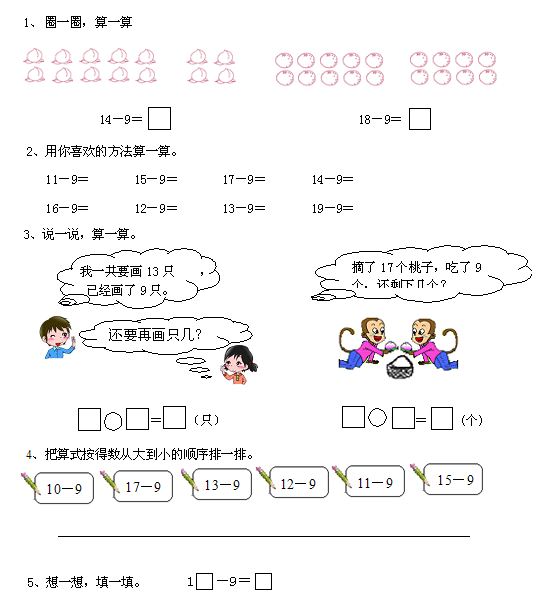 1、 圈一圈，算一算
14－9＝□ 18－9＝□
2、用你喜欢的方法算一算。
11－9＝ 15－9＝ 17－9＝ 14－9＝
16－9＝ 12－9＝ 13－9＝ 19－9＝
3、说一说，算一算。
我一共要画 13 只 ，
已经画了 9 只。
摘了 17 个桃子，吃了 9
个，还剩下几个？
还要再画只几？
□○□=□（只） □○□=□（个）
4、把算式按得数从大到小的顺序排一排。
10－9 17－9 13－9 12－9 11－9 15－9
5、想一想，填一填。 1□－9＝□